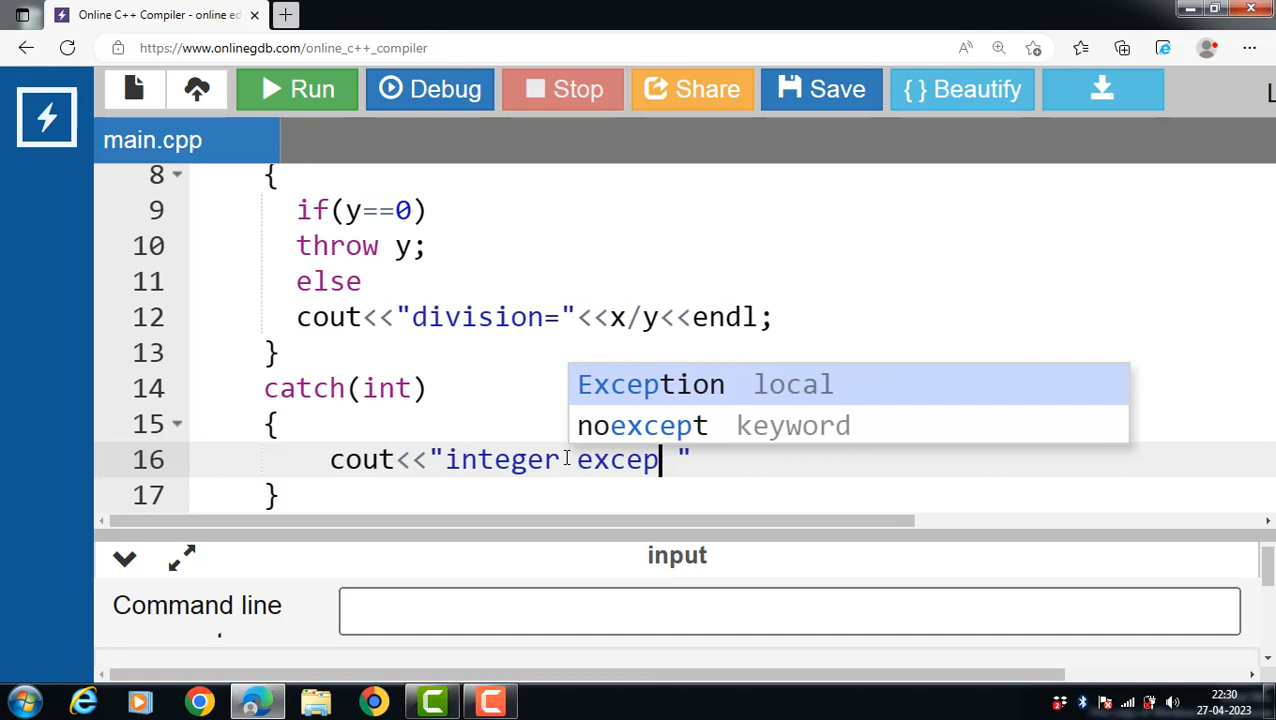 Online C++ Compiler - online ed
https://www.onlinegdb.com/online_c++_compiler
Run Debug Stop Share Save { } Beautify L
main.cpp
8 {
9 if(y==0)
10 throw y;
11 else
12 cout<<"division="<<x/y<<endl;
13 }
14 catch(int)
Exception local
15 {
noexcept keyword
16 cout<<"integer excep "
17 }
input
Command line
22:30
27-04-2023